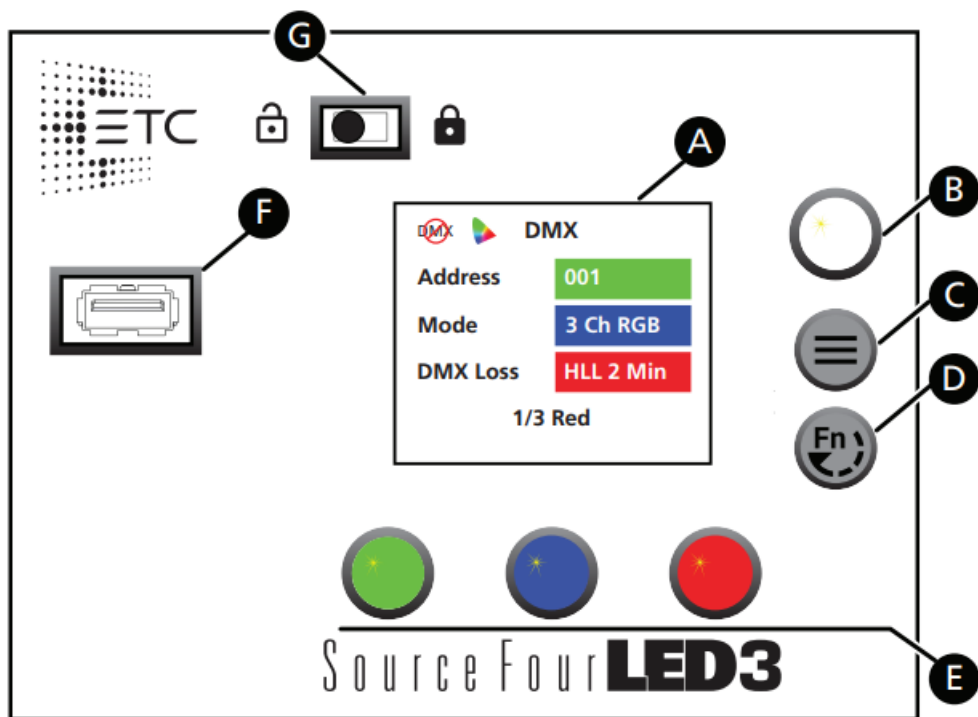 G
ETC
A
DMX DMX
B
F
Address 001
C
Mode 3 Ch RGB
D
DMX Loss HLL 2 Min
1/3 Red
Fn
Source Four LED3
E